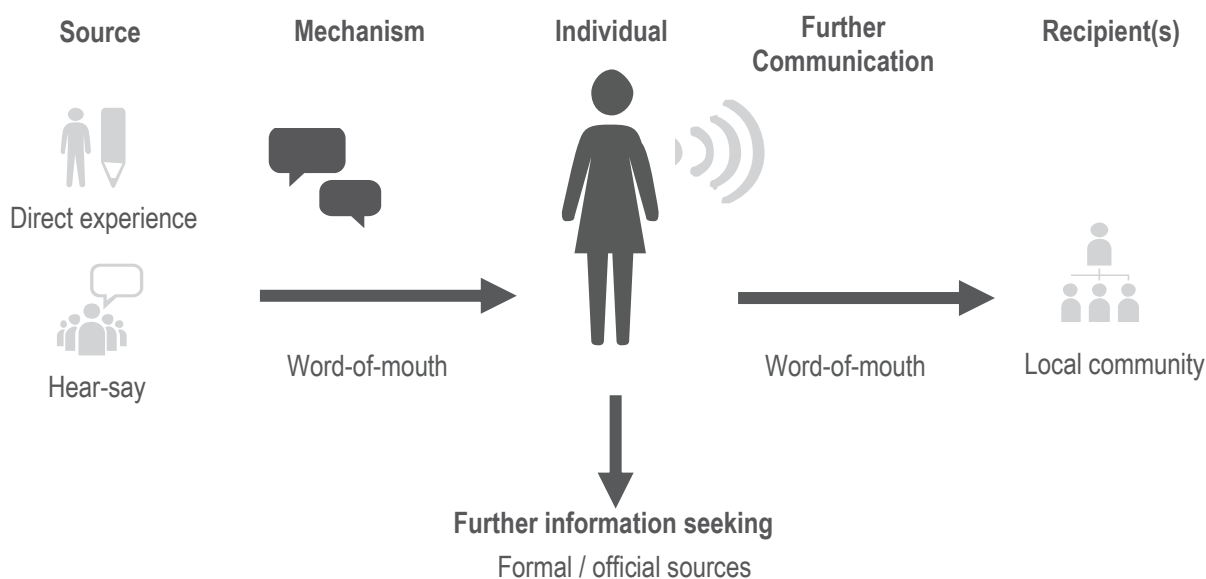 Source
Mechanism
Individual
Further
Communication
Recipient(s)
Direct experience
Hear-say
Word-of-mouth
Word-of-mouth
Local community
Further information seeking
Formal / official sources